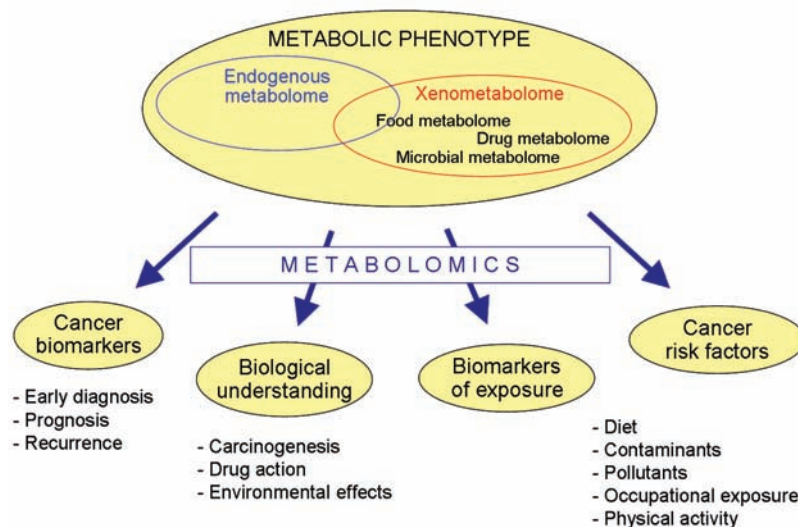 METABOLIC PHENOTYPE
Endogenous
metabolome
Xenometabolome
Food metabolome
Drug metabolome
Microbial metabolome
METABOLOMICS
Cancer
biomarkers
- Early diagnosis
- Prognosis
- Recurrence
Biological
understanding
- Carcinogenesis
- Drug action
- Environmental effects
Biomarkers
of exposure
Cancer
risk factors
- Diet
- Contaminants
- Pollutants
- Occupational exposure
- Physical activity